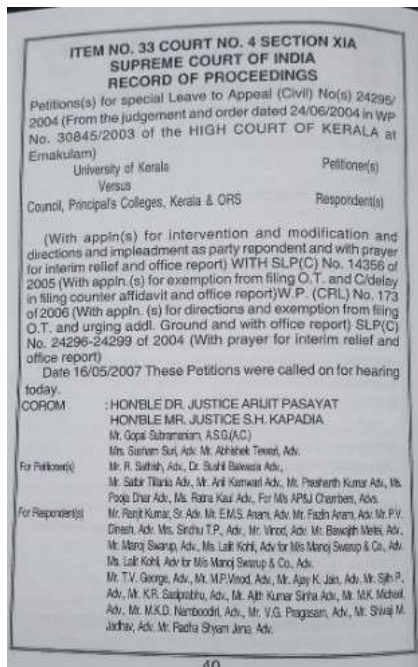 ITEM NO. 33 COURT NO. 4 SECTION XIA
SUPREME COURT OF INDIA
RECORD OF PROCEEDINGS
Petitions(s) for special Leave to Appeal (Civil) No(s) 24295/
2004 (From the judgement and order dated 24/06/2004 in WP
No. 30845/2003 of the HIGH COURT OF KERALA at
Ernakulam)
University of Kerala Petitioner(s)
Versus
Council, Principal's Colleges, Kerala & ORS Respondent(s)
(With appln(s) for intervention and modification and
directions and impleadment as party repondent and with prayer
for interim relief and office report) WITH SLP(C) No. 14356 of
2005 (With appln.(s) for exemption from filing O.T. and C/delay
in filing counter affidavit and office report)W.P. (CRL) No. 173
of 2006 (With appln. (s) for directions and exemption from filing
O.T. and urging addl. Ground and with office report) SLP(C)
No. 24296-24299 of 2004 (With prayer for interim relief and
office report)
Date 16/05/2007 These Petitions were called on for hearing
today.
COROM : HON'BLE DR. JUSTICE ARIJIT PASAYAT
HON'BLE MR. JUSTICE S.H. KAPADIA
Mr. Gopal Subramaniam, A.S.G.(A.C.)
Mrs. Susham Suri, Adv. Mr. Abhishek Tewari, Adv.
For Petitioner(s) Mr. R. Sathish, Adv., Dr. Sushil Balwada Adv.,
Mr. Satbir Adv., Mr. Anil Karnwari Adv., Mr. Prashanth Kumar Adv., Ms.
Pooja Dhar Adv., Ms. Ratna Kaul Adv., For M/s AP&J Chambers, Advs.
For Respondent(s) Mr. Ranjit Kumar, Sr. Adv. Mr. E.M.S. Anam, Adv. Mr. Fazlin Anam, Adv. Mr. P.V.
Dinesh, Adv. Mrs. Sindhu T.P., Adv., Mr. Vinod, Adv. Mr. Adv.,
Mr. Manoj Swarup, Adv., Ms. Lalit Kohli, Adv for M/s Manoj Swarup & Co., Adv.
Ms. Lalit Kohli, Adv for M/s Manoj Swarup & Co., Adv.
Mr. T.V. George, Adv., Mr. M.P.Vinod, Adv., Mr. Ajay K. Jain, Adv. Mr. Sjih P.,
Adv., Mr. K.R. Sasiprabhu, Adv., Mr. Ajith Kumar Sinha Adv., Mr. M.K. Michael,
Adv., Mr. M.K.D. Namboodiri, Adv., Mr. V.G. Pragasam, Adv., Mr. Shivaji M.
Jadhav, Adv. Mr. Radha Shyam Jena, Adv.
40